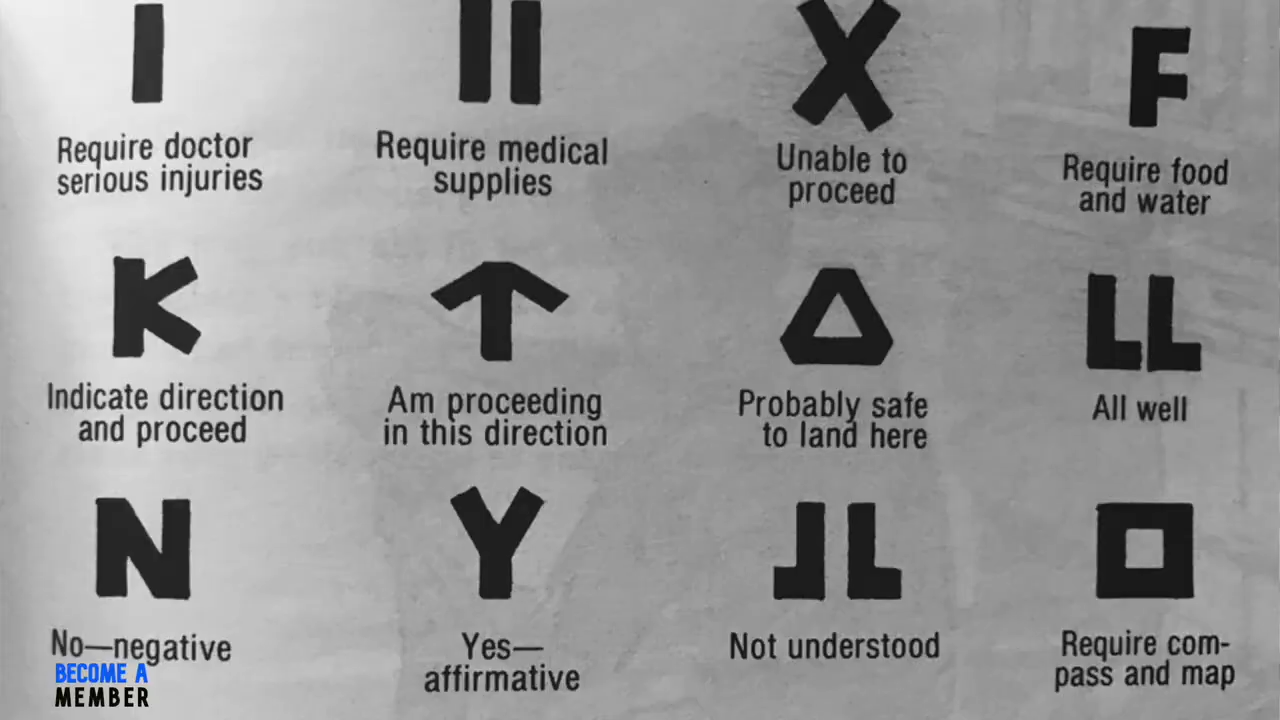 I II X F
Require doctor
serious injuries
Require medical
supplies
Unable to
proceed
Require food
and water
K LL
Indicate direction
and proceed
Am proceeding
in this direction
Probably safe
to land here
All well
N Y
No—negative
Yes—
affirmative
Not understood
Require com-
pass and map
BECOME A
MEMBER